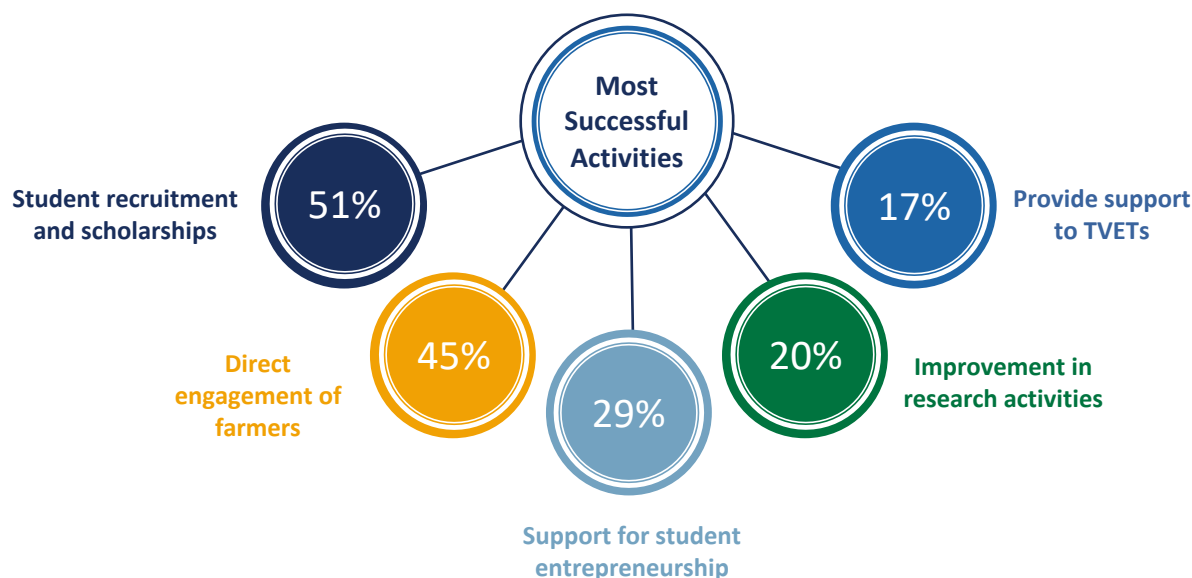 Most
Successful
Activities
51%
Student recruitment
and scholarships
45%
Direct
engagement of
farmers
29%
Support for student
entrepreneurship
20%
Improvement in
research activities
17%
Provide support
to TVETs